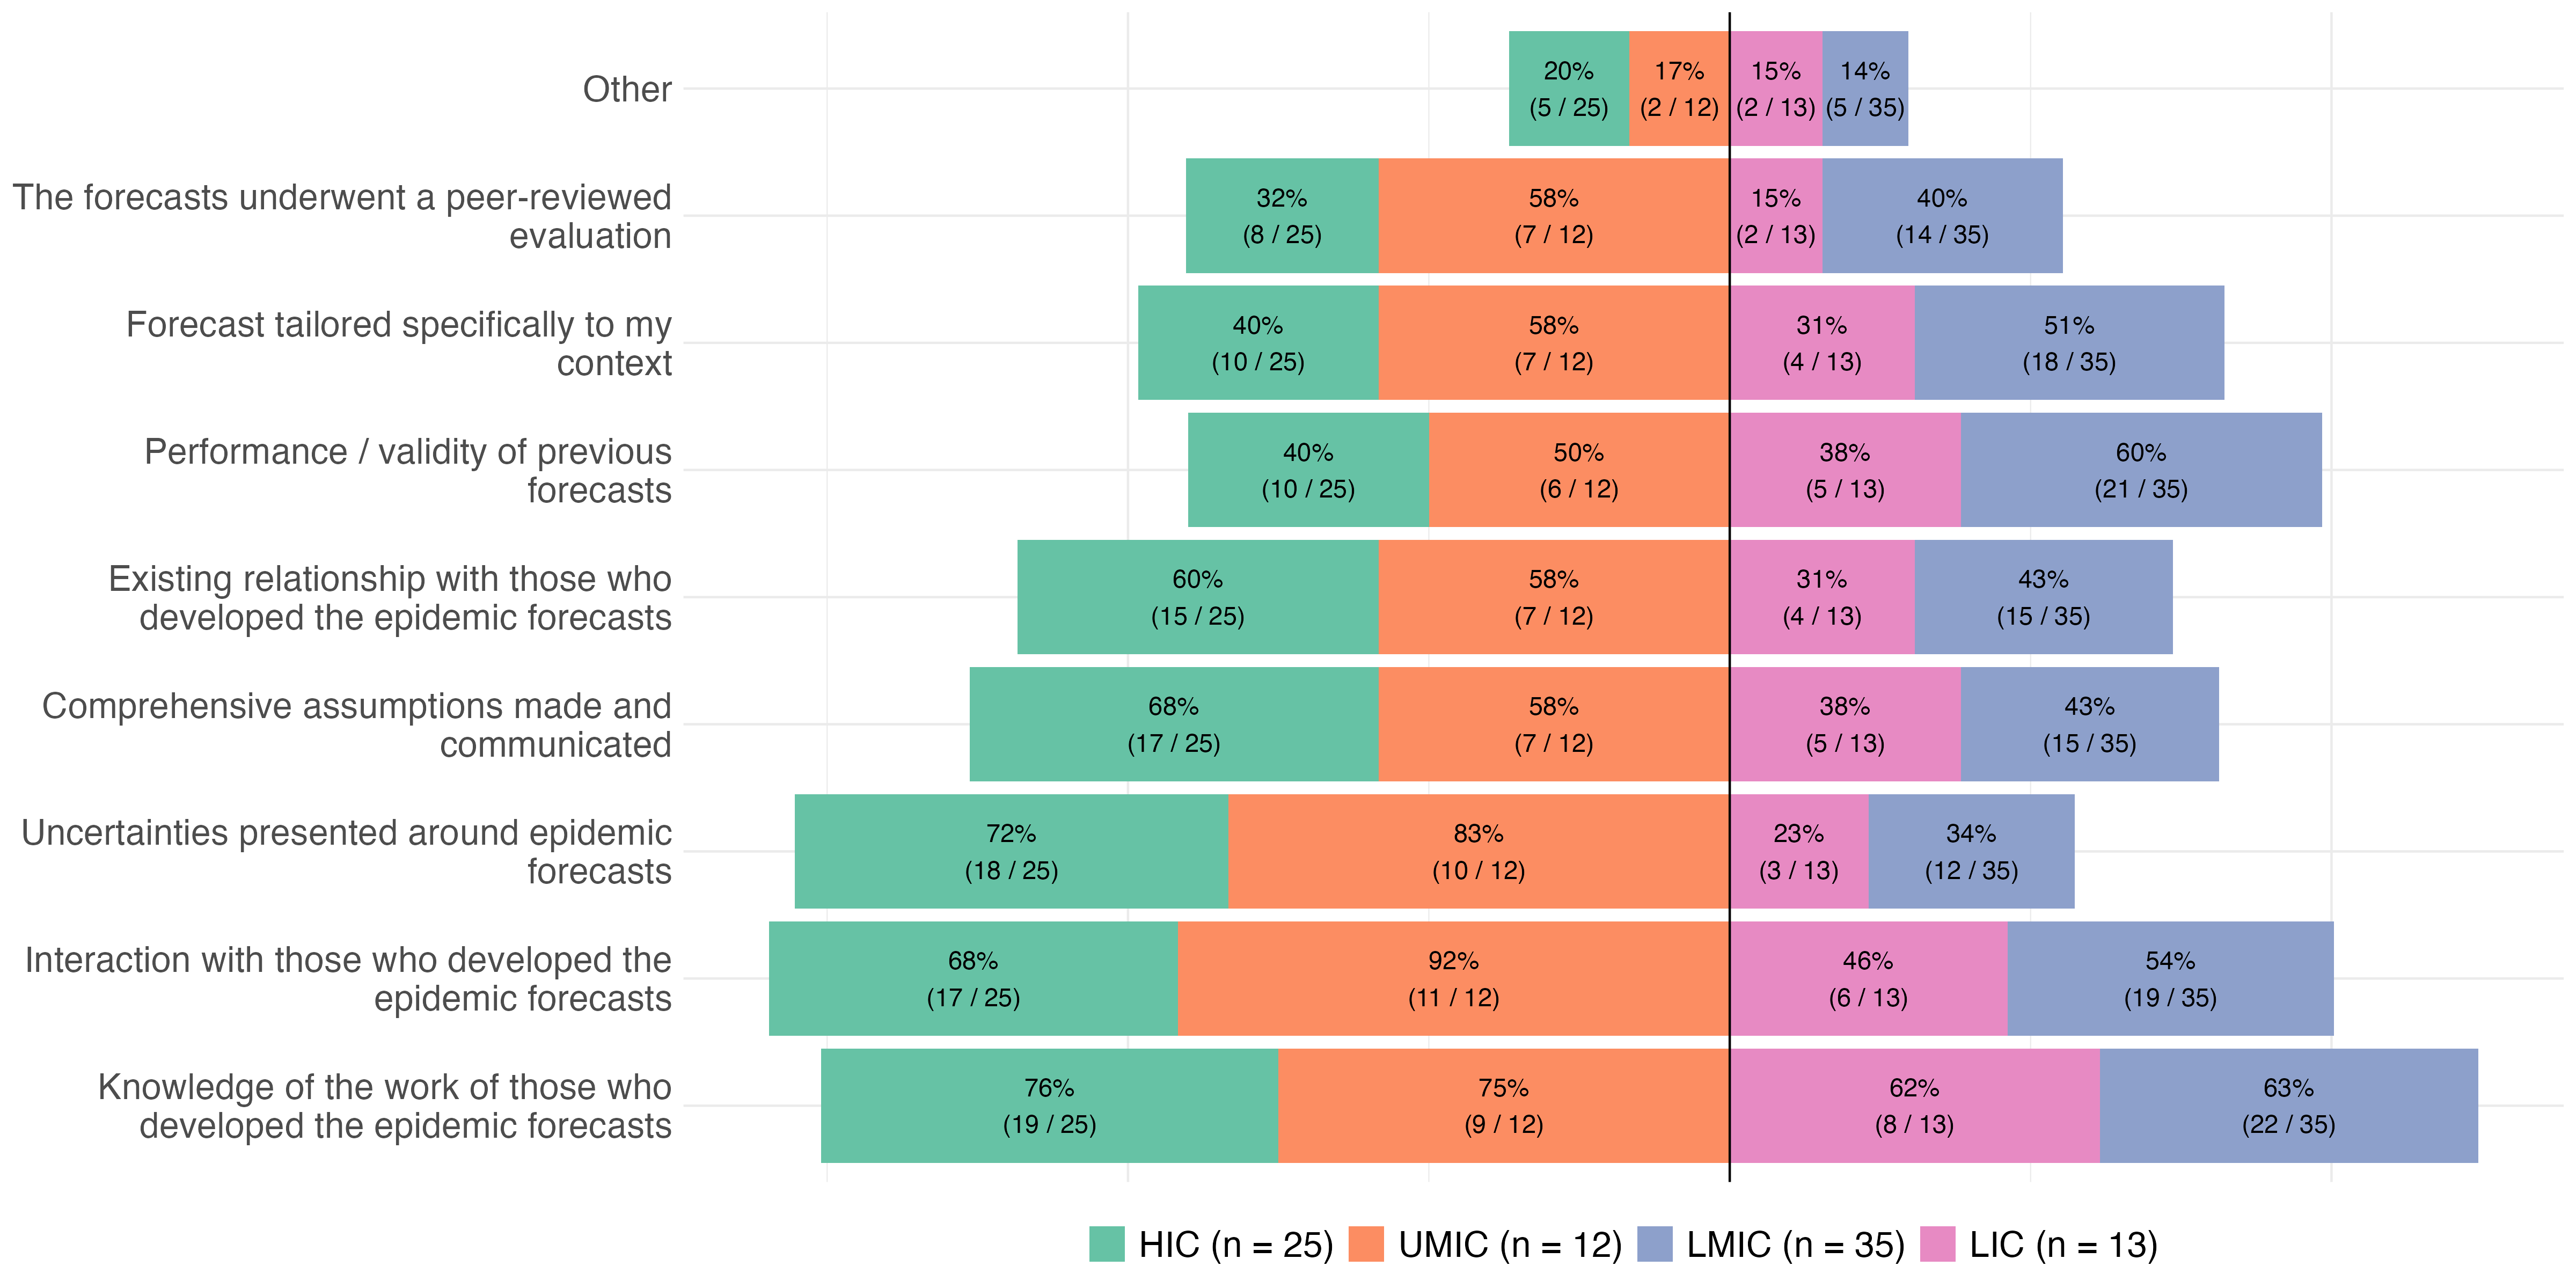 Other
20%
17%
15%
14%
(5 / 25)
(2 / 12)
(2 / 13)
(5 / 35)
The forecasts underwent a peer-reviewed
evaluation
32%
58%
15%
40%
(8 / 25)
(7 / 12)
(2 / 13)
(14 / 35)
Forecast tailored specifically to my
context
40%
58%
31%
51%
(10 / 25)
(7 / 12)
(4 / 13)
(18 / 35)
Performance / validity of previous
forecasts
40%
50%
38%
60%
(10 / 25)
(6 / 12)
(5 / 13)
(21 / 35)
Existing relationship with those who
developed the epidemic forecasts
60%
58%
31%
43%
(15 / 25)
(7 / 12)
(4 / 13)
(15 / 35)
Comprehensive assumptions made and
communicated
68%
58%
38%
43%
(17 / 25)
(7 / 12)
(5 / 13)
(15 / 35)
Uncertainties presented around epidemic
forecasts
72%
83%
23%
34%
(18 / 25)
(10 / 12)
(3 / 13)
(12 / 35)
Interaction with those who developed the
epidemic forecasts
68%
92%
46%
54%
(17 / 25)
(11 / 12)
(6 / 13)
(19 / 35)
Knowledge of the work of those who
developed the epidemic forecasts
76%
75%
62%
63%
(19 / 25)
(9 / 12)
(8 / 13)
(22 / 35)
HIC (n = 25)
UMIC (n = 12)
LMIC (n = 35)
LIC (n = 13)